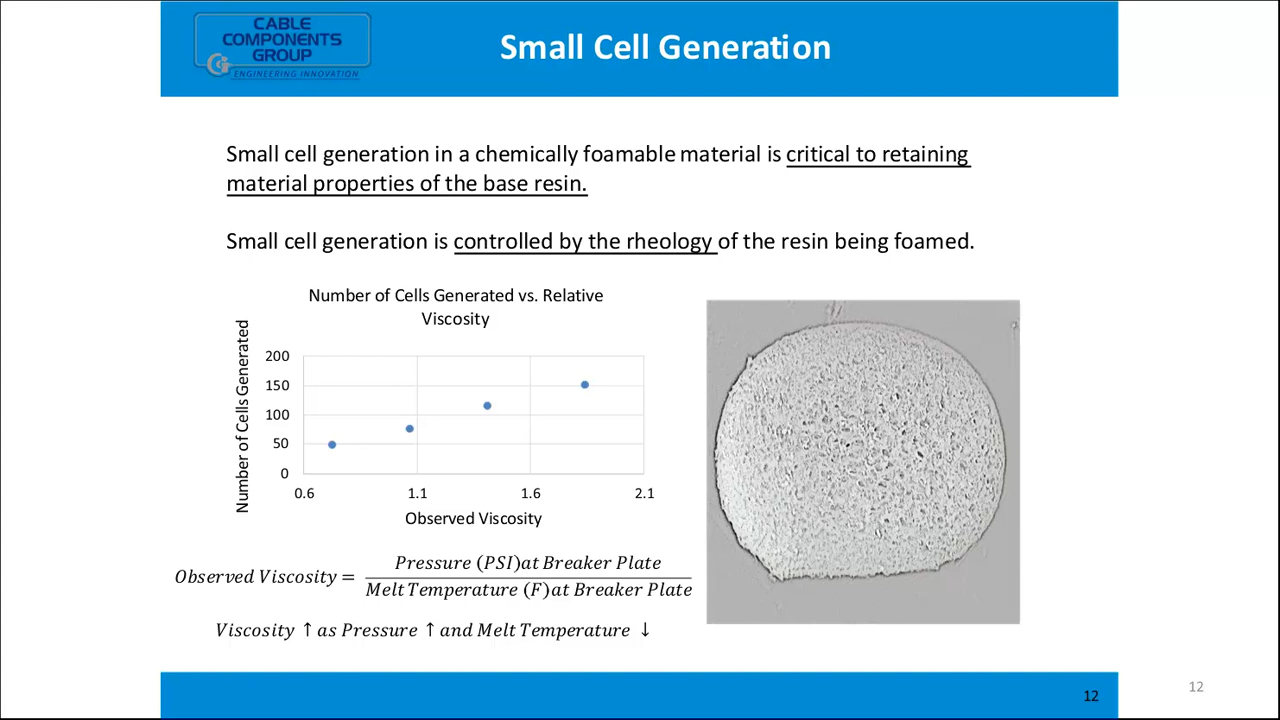 CABLE
COMPONENTS
GROUP
ENGINEERING INNOVATION
Small Cell Generation
Small cell generation in a chemically foamable material is critical to retaining
material properties of the base resin.
Small cell generation is controlled by the rheology of the resin being foamed.
Number of Cells Generated vs. Relative
Viscosity
Number of Cells Generated
200
150
100
50
0
0.6 1.1 1.6 2.1
Observed Viscosity
Observed Viscosity = Pressure (PSI)at Breaker Plate
Melt Temperature (F)at Breaker Plate
Viscosity ↑ as Pressure ↑ and Melt Temperature ↓
12
12